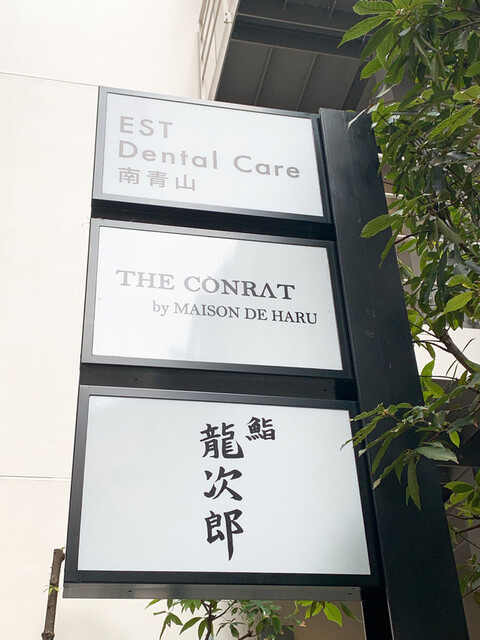 EST
Dental Care
南青山
THE CONRAT
by MAISON DE HARU
鮨
龍次郎